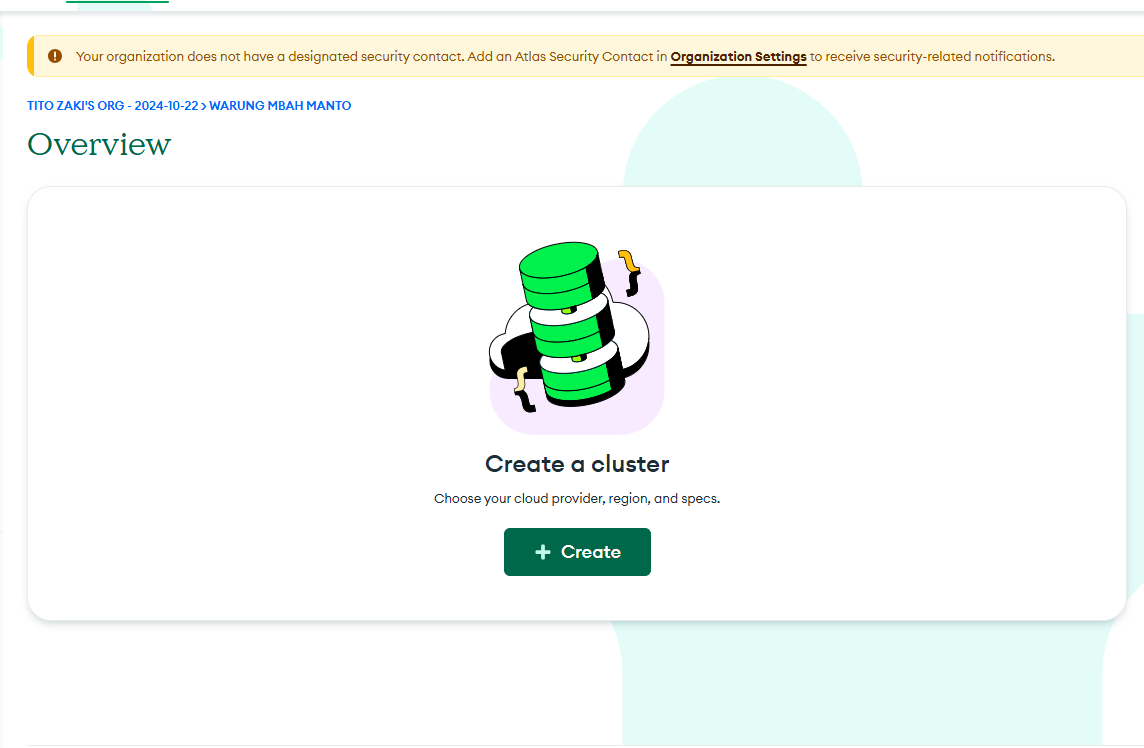 Your organization does not have a designated security contact. Add an Atlas Security Contact in Organization Settings to receive security-related notifications.
TITO ZAKI'S ORG - 2024-10-22 > WARUNG MBAH MANTO
Overview
Create a cluster
Choose your cloud provider, region, and specs.
+ Create